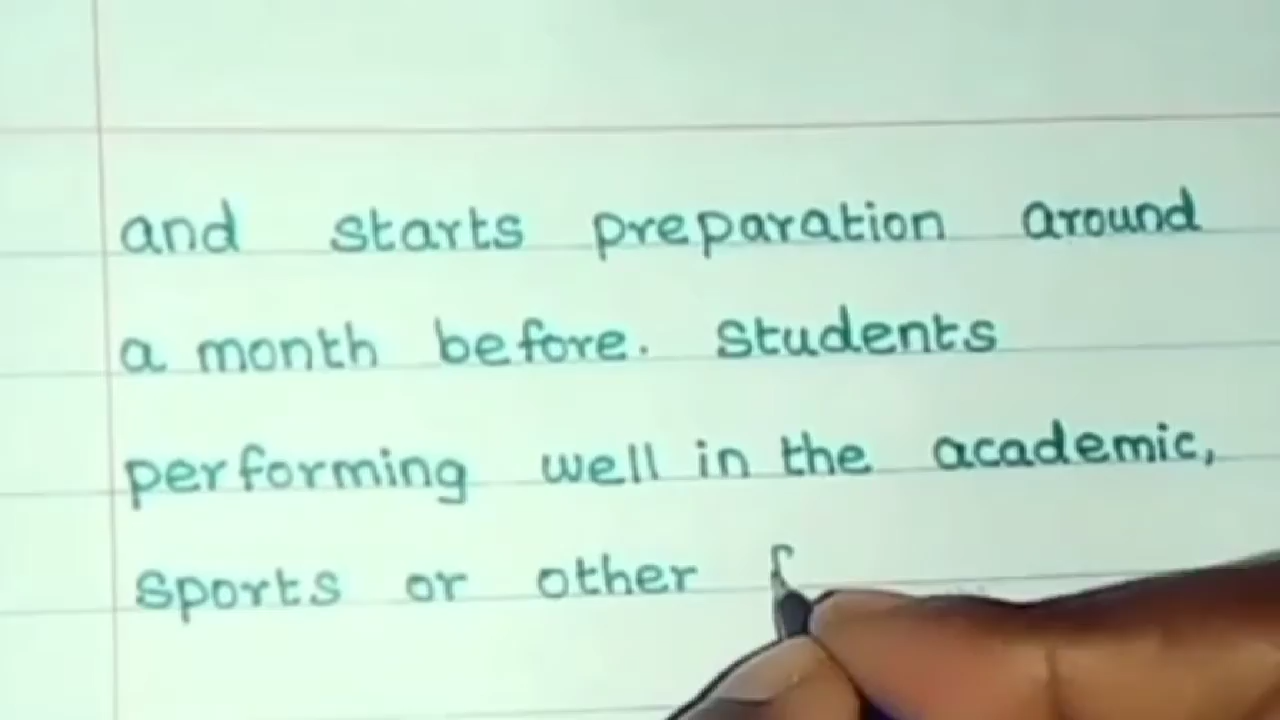 and starts preparation around
a month before. Students
performing well in the academic,
sports or other f